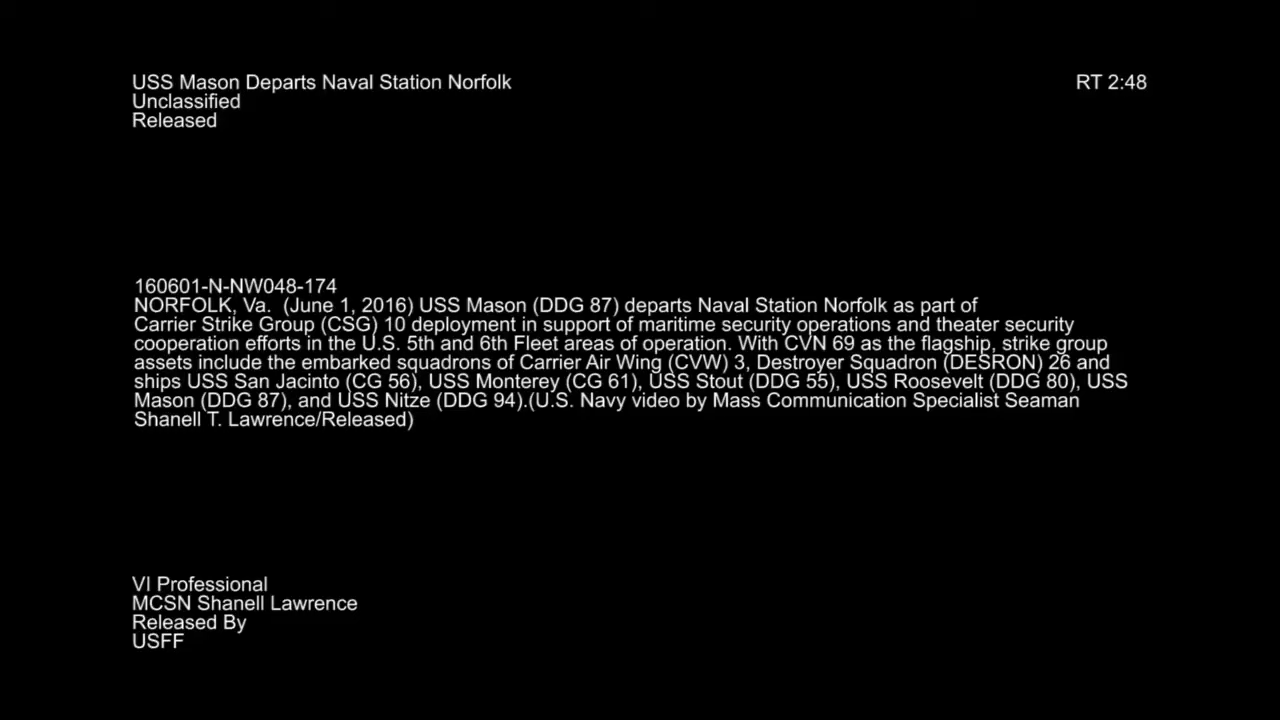 USS Mason Departs Naval Station Norfolk
RT 2:48
Unclassified
Released
160601-N-NW048-174
NORFOLK, Va.  (June 1, 2016) USS Mason (DDG 87) departs Naval Station Norfolk as part of
Carrier Strike Group (CSG) 10 deployment in support of maritime security operations and theater security
cooperation efforts in the U.S. 5th and 6th Fleet areas of operation. With CVN 69 as the flagship, strike group
assets include the embarked squadrons of Carrier Air Wing (CVW) 3, Destroyer Squadron (DESRON) 26 and
ships USS San Jacinto (CG 56), USS Monterey (CG 61), USS Stout (DDG 55), USS Roosevelt (DDG 80), USS
Mason (DDG 87), and USS Nitze (DDG 94).(U.S. Navy video by Mass Communication Specialist Seaman
Shanell T. Lawrence/Released)
VI Professional
MCSN Shanell Lawrence
Released By
USFF